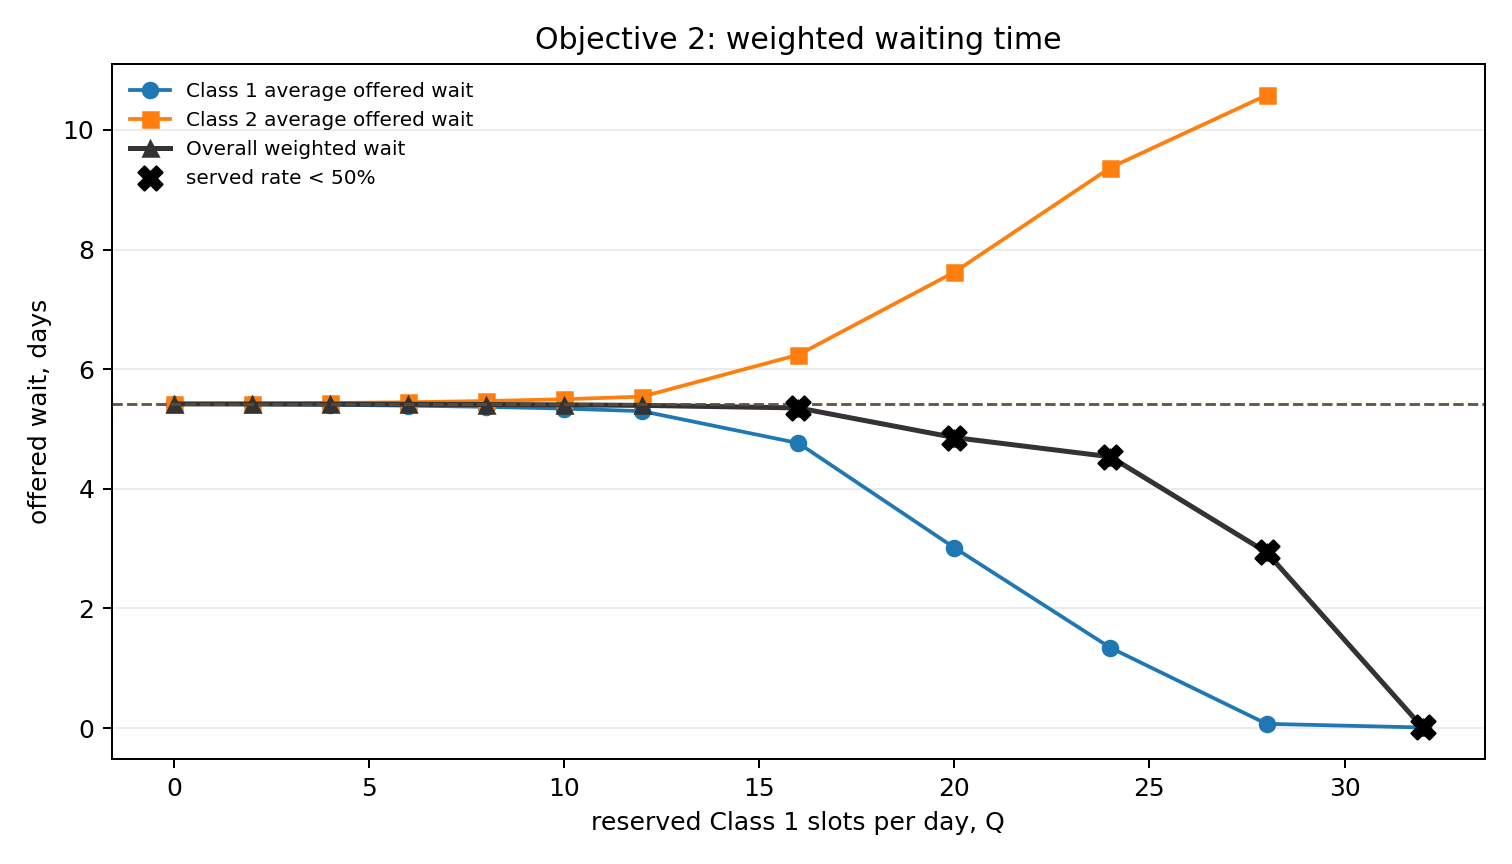 Objective 2: weighted waiting time
Class 1 average offered wait
Class 2 average offered wait
Overall weighted wait
served rate < 50%
offered wait, days
10
8
6
4
2
0
0 5 10 15 20 25 30
reserved Class 1 slots per day, Q